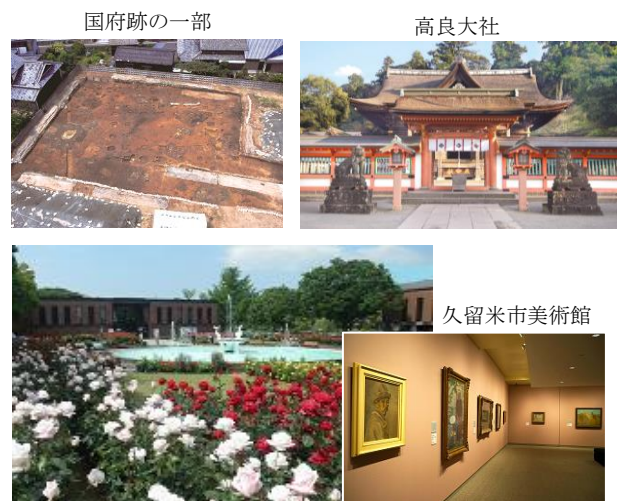 国府跡の一部
高良大社
久留米市美術館